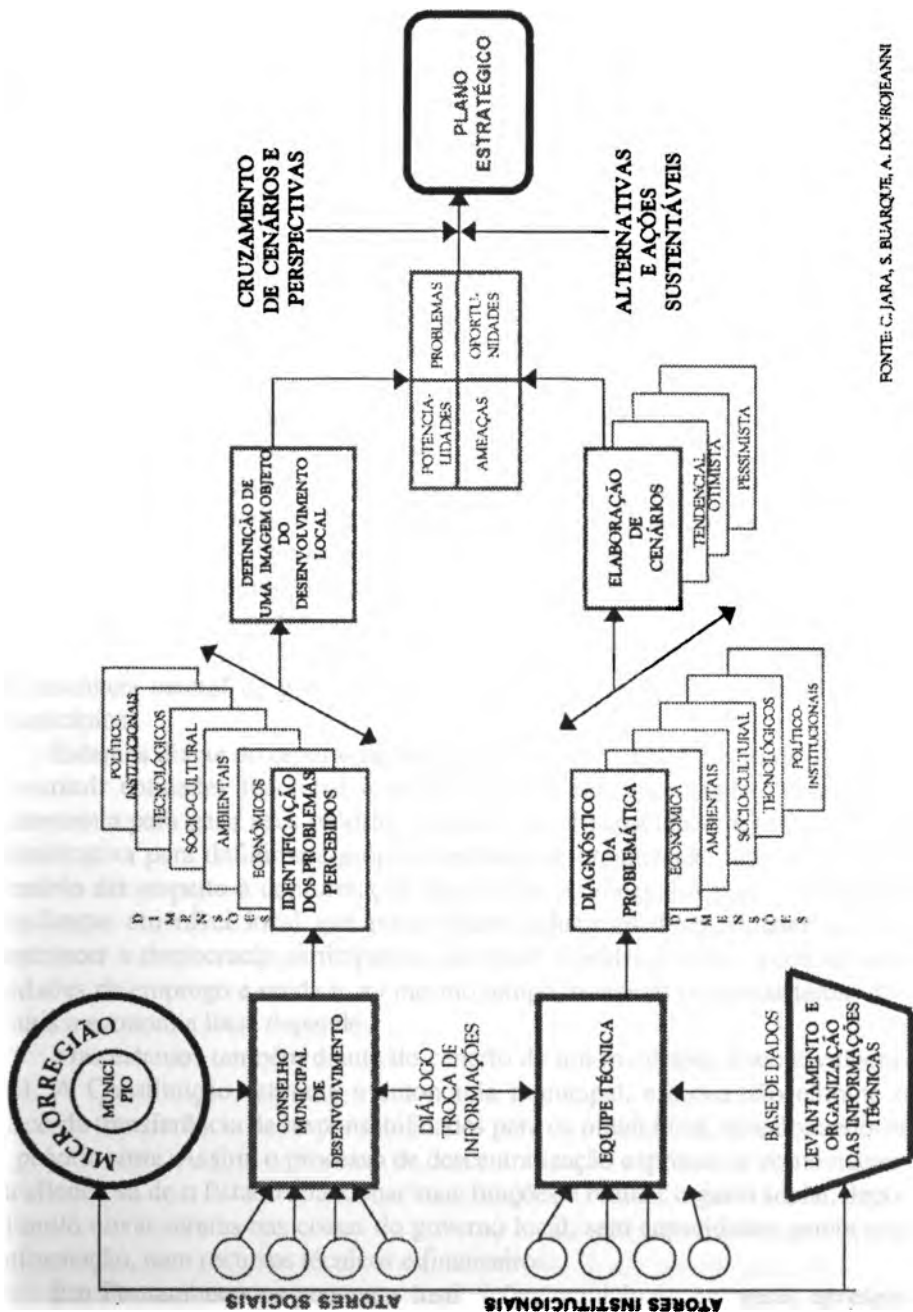 MICRORREGIÃO
MUNICÍ-
PIO
ATORES SOCIAIS
CONSELHO
MUNICIPAL
DE
DESENVOLVIMENTO
DIÁLOGO
TROCA DE
INFORMAÇÕES
EQUIPE TÉCNICA
ATORES INSTITUCIONAIS
BASE DE DADOS
LEVANTAMENTO E
ORGANIZAÇÃO
DAS INFORMAÇÕES
TÉCNICAS
DIMENSÕES
POLÍTICO
INSTITUCIONAIS
TECNOLÓGICOS
SOCIO-CULTURAL
AMBIENTAIS
ECONÔMICOS
IDENTIFICAÇÃO
DOS PROBLEMAS
PERCEBIDOS
DIAGNÓSTICO
DA
PROBLEMÁTICA
ECONÔMICA
AMBIENTAIS
SÓCIO-CULTURAL
TECNOLÓGICOS
POLÍTICO-
INSTITUCIONAIS
DIMENSÕES
DEFINIÇÃO DE
UMA IMAGEM OBJETO
DO
DESENVOLVIMENTO
LOCAL
ELABORAÇÃO
DE
CENÁRIOS
TENDENCIAL
OTIMISTA
PESSIMISTA
POTENCIA-
LIDADES
PROBLEMAS
AMEAÇAS
OPORTU-
NIDADES
CRUZAMENTO
DE CENÁRIOS E
PERSPECTIVAS
ALTERNATIVAS
E AÇÕES
SUSTENTÁVEIS
PLANO
ESTRATÉGICO
FONTE: C. JARA, S. BUARQUE, A. DOUROJEANNI